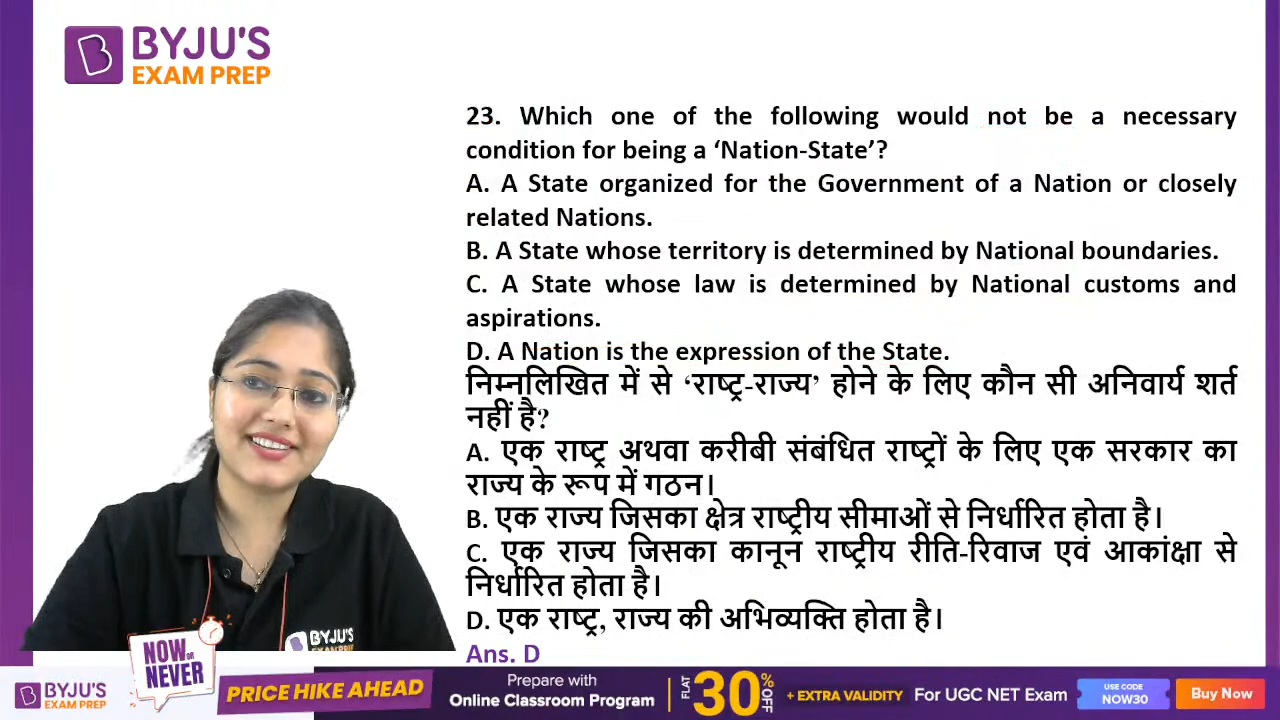 BYJU'S
EXAM PREP
23. Which one of the following would not be a necessary
condition for being a ‘Nation-State’?
A. A State organized for the Government of a Nation or closely
related Nations.
B. A State whose territory is determined by National boundaries.
C. A State whose law is determined by National customs and
aspirations.
D. A Nation is the expression of the State.
निम्नलिखित में से ‘राष्ट्र-राज्य’ होने के लिए कौन सी अनिवार्य शर्त
नहीं है?
A. एक राष्ट्र अथवा करीबी संबंधित राष्ट्रों के लिए एक सरकार का
राज्य के रूप में गठन।
B. एक राज्य जिसका क्षेत्र राष्ट्रीय सीमाओं से निर्धारित होता है।
C. एक राज्य जिसका कानून राष्ट्रीय रीति-रिवाज एवं आकांक्षा से
निर्धारित होता है।
D. एक राष्ट्र, राज्य की अभिव्यक्ति होता है।
Ans. D
BYJU'S
EXAM PREP
NOW OR
NEVER
BYJU'S
EXAM PREP
PRICE HIKE AHEAD
Prepare with
Online Classroom Program
FLAT 30% OFF
+ EXTRA VALIDITY
For UGC NET Exam
USE CODE
NOW30
Buy Now